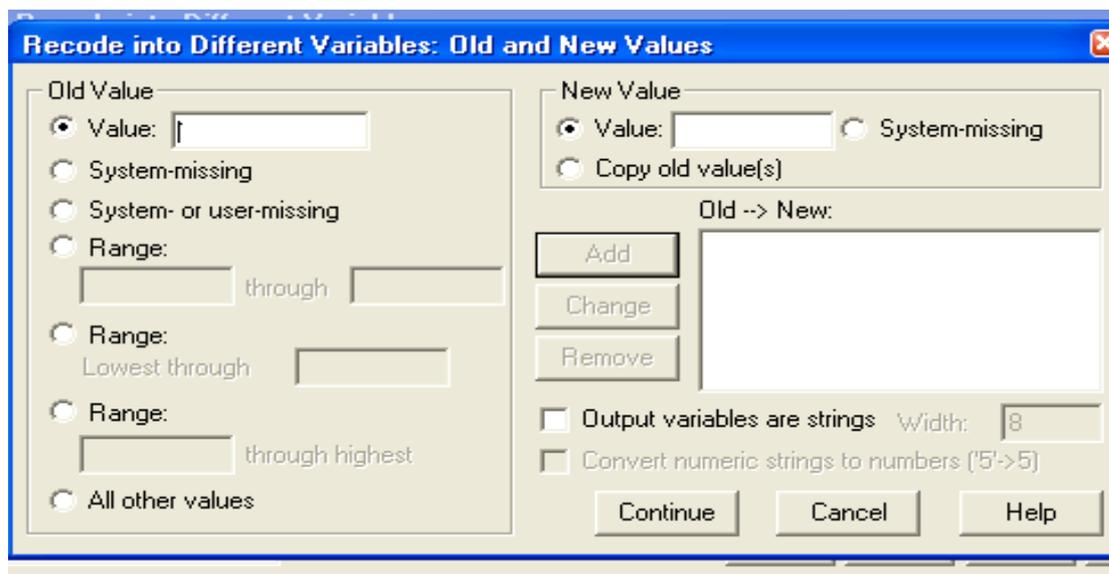 Recode into Different Variables: Old and New Values
Old Value
Value:
System-missing
System- or user-missing
Range:
through
Range:
Lowest through
Range:
through highest
All other values
New Value
Value:
System-missing
Copy old value(s)
Old --> New:
Add
Change
Remove
Output variables are strings Width: 8
Convert numeric strings to numbers ('5'->5)
Continue Cancel Help